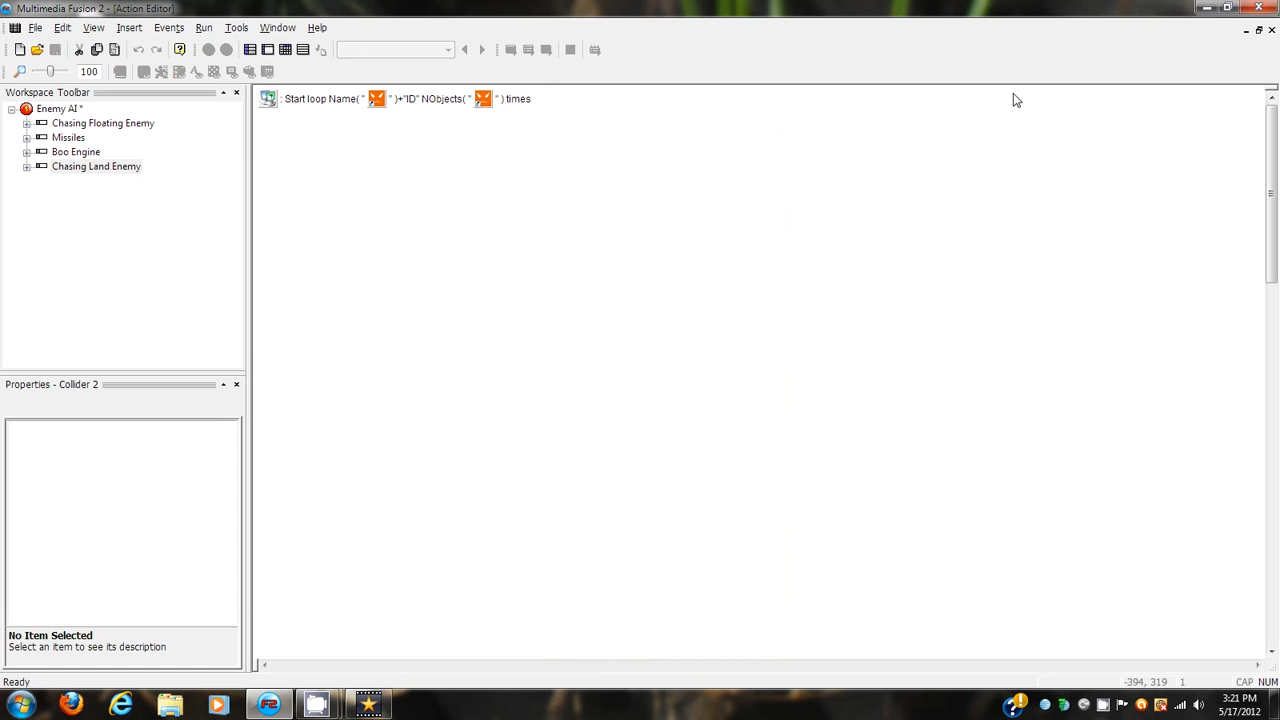 Multimedia Fusion 2 - [Action Editor]
File Edit View Insert Tools Events Run Window Help
100
Workspace Toolbar
Enemy AI *
Chasing Floating Enemy
Missiles
Boo Engine
Chasing Land Enemy
: Start loop Name( " " )+"ID" NObjects( " " ) times
Properties - Collider 2
No Item Selected
Select an item to see its description
Ready
-394, 319 1 CAP NUM
3:21 PM
5/17/2012